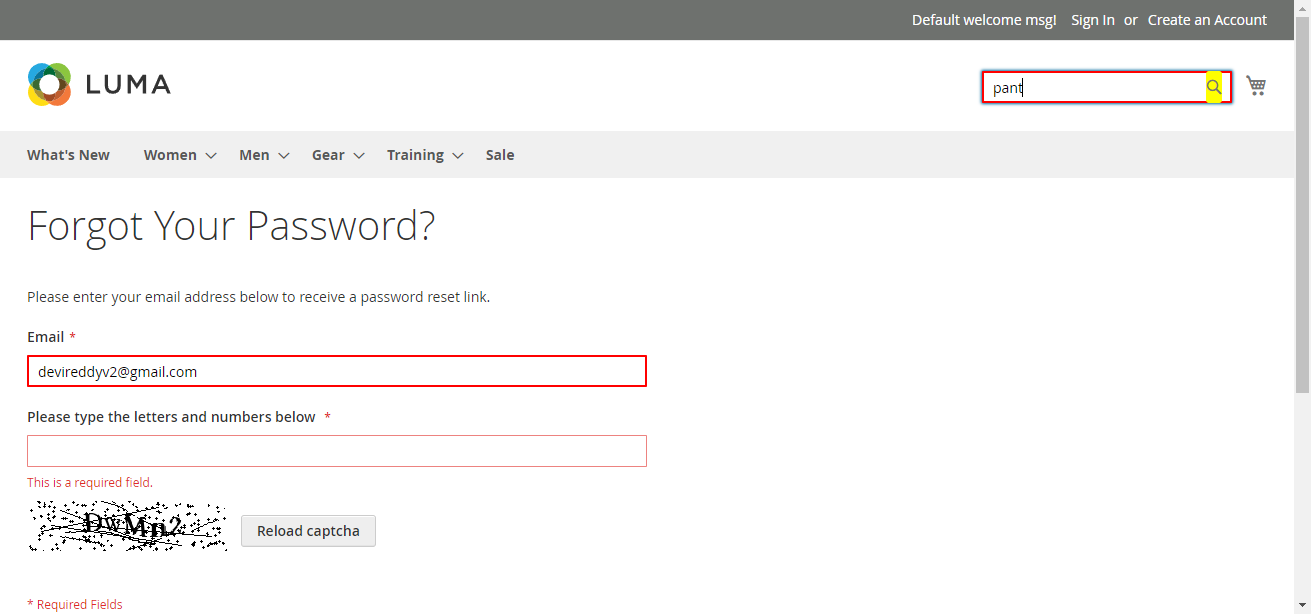 Default welcome msg! Sign In or Create an Account
LUMA
pant
What's New Women Men Gear Training Sale
Forgot Your Password?
Please enter your email address below to receive a password reset link.
Email *
devireddyv2@gmail.com
Please type the letters and numbers below *
This is a required field.
Reload captcha
* Required Fields